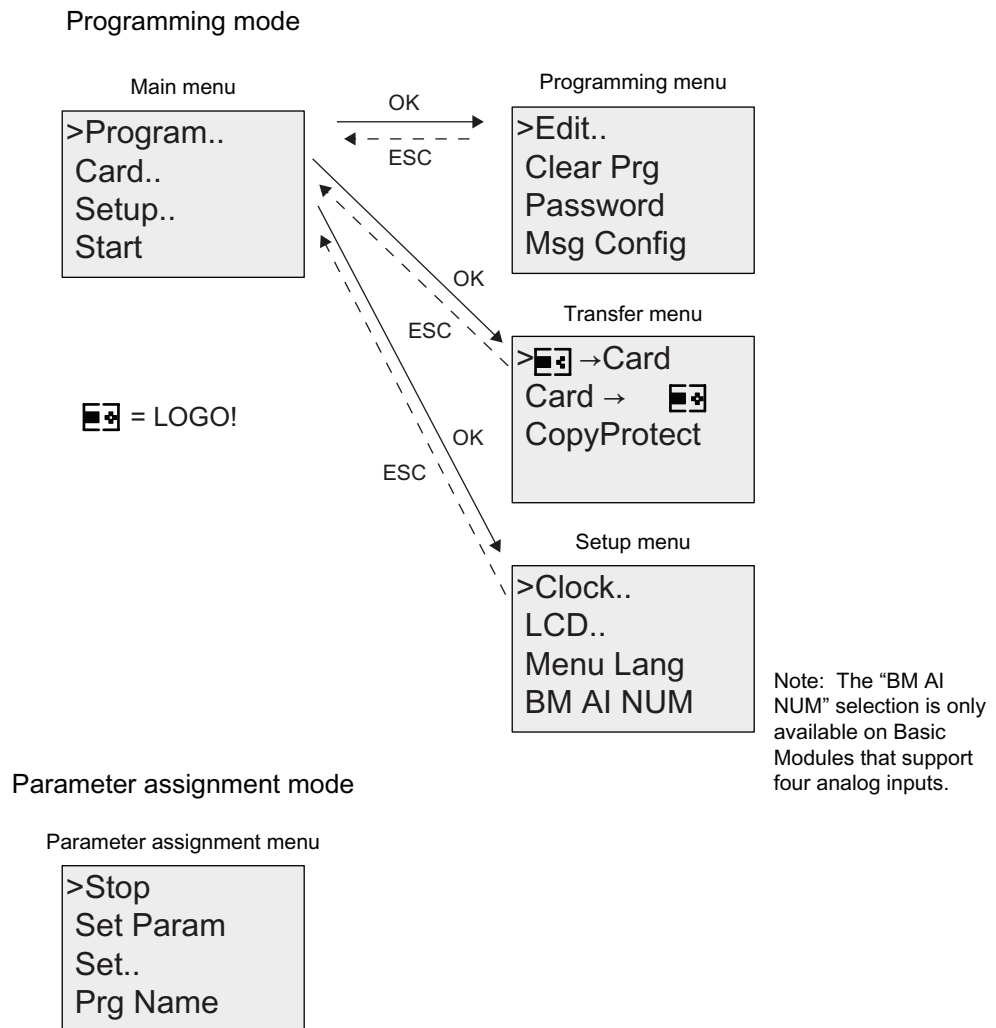 Programming mode
Main menu
>Program..
Card..
Setup..
Start
OK
ESC
Programming menu
>Edit..
Clear Prg
Password
Msg Config
OK
ESC
Transfer menu
> →Card
Card →
CopyProtect
= LOGO!
OK
ESC
Setup menu
>Clock..
LCD..
Menu Lang
BM AI NUM
Note: The “BM AI
NUM” selection is only
available on Basic
Modules that support
four analog inputs.
Parameter assignment mode
Parameter assignment menu
>Stop
Set Param
Set..
Prg Name